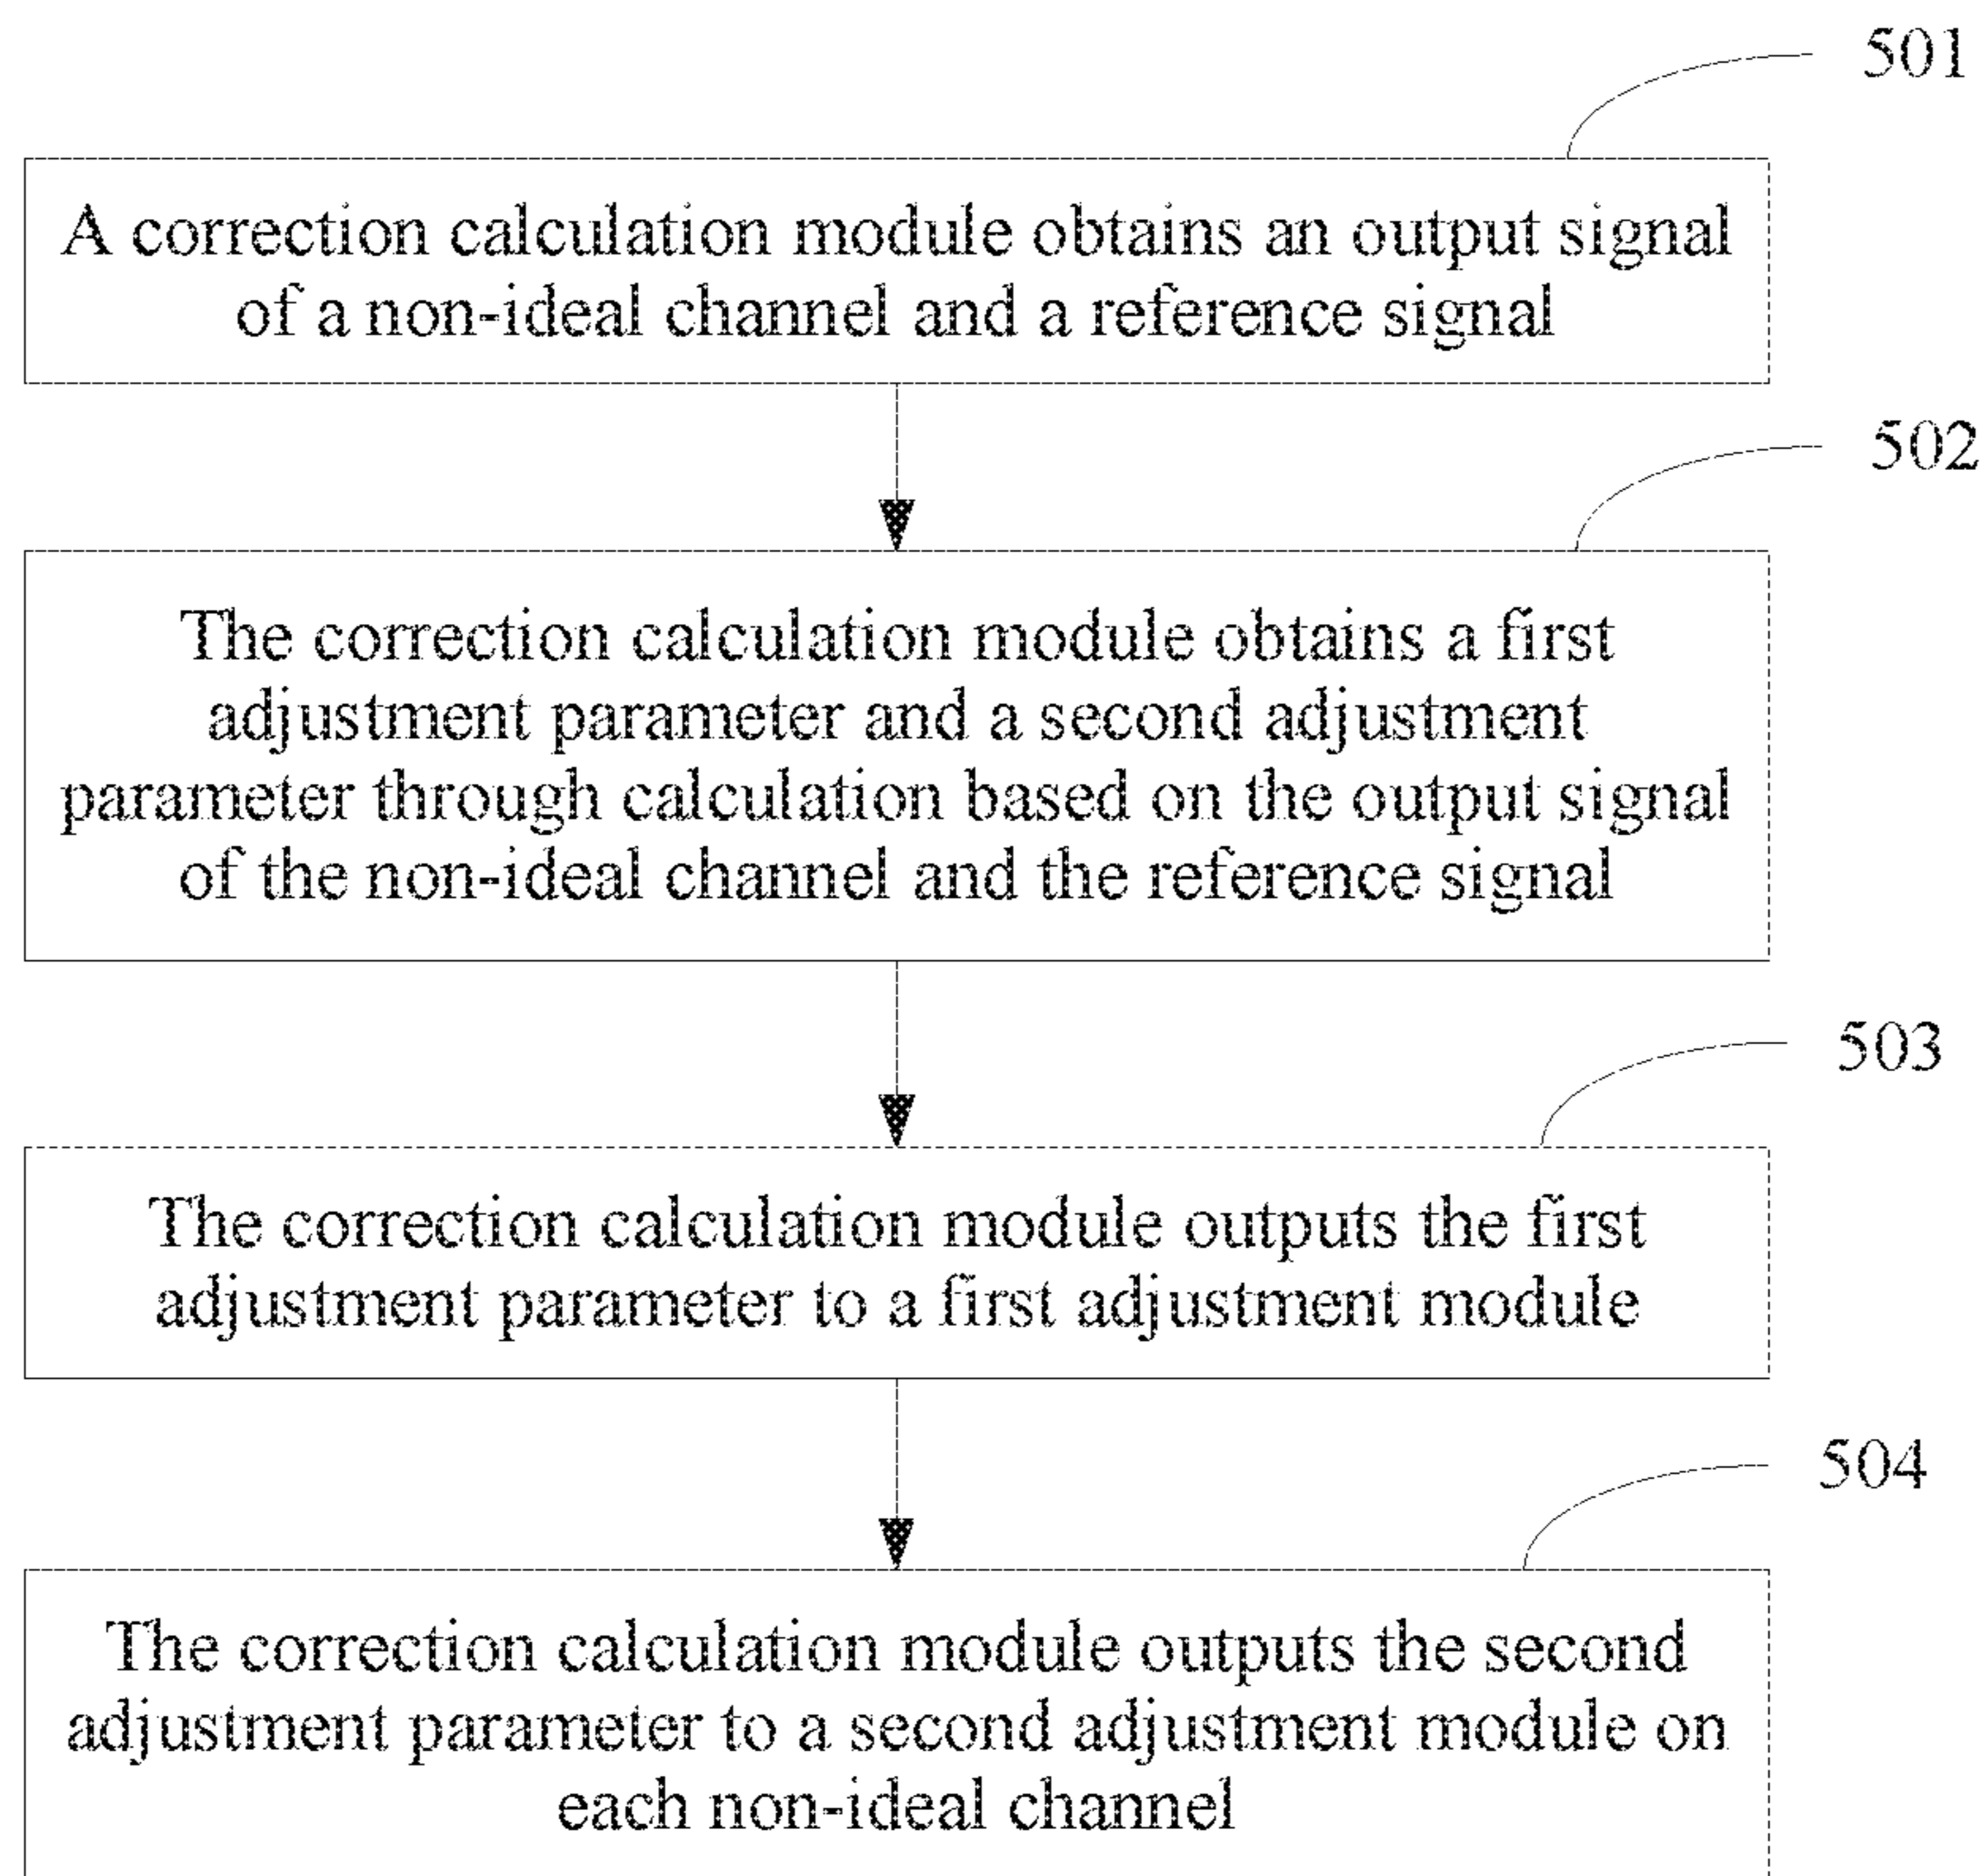 501
A correction calculation module obtains an output signal
of a non-ideal channel and a reference signal
502
The correction calculation module obtains a first
adjustment parameter and a second adjustment
parameter through calculation based on the output signal
of the non-ideal channel and the reference signal
503
The correction calculation module outputs the first
adjustment parameter to a first adjustment module
504
The correction calculation module outputs the second
adjustment parameter to a second adjustment module on
each non-ideal channel